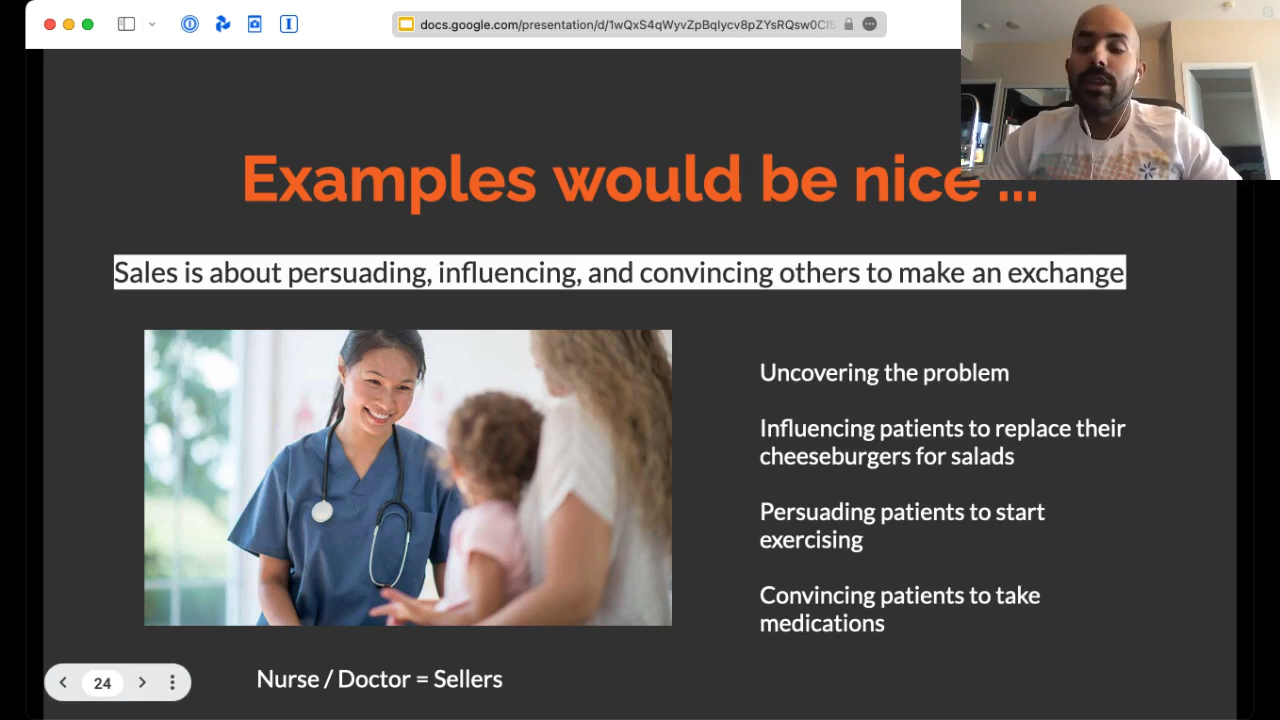 docs.google.com/presentation/d/1wQxS4qWyvZpBqlycv8pZYsRQsw0CI5
Examples would be nice ...
Sales is about persuading, influencing, and convincing others to make an exchange
Uncovering the problem
Influencing patients to replace their
cheeseburgers for salads
Persuading patients to start
exercising
Convincing patients to take
medications
24
Nurse / Doctor = Sellers